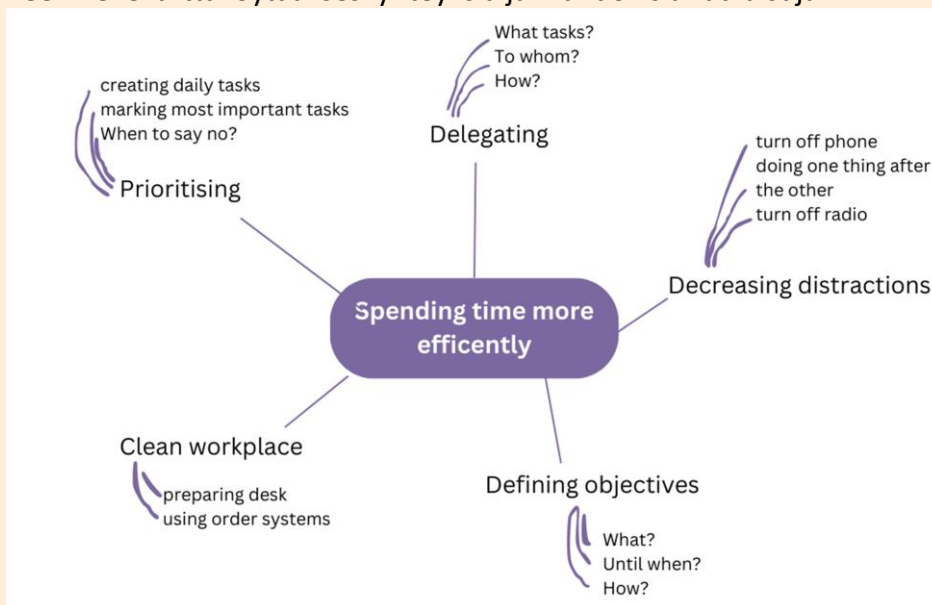 What tasks?
To whom?
How?
Delegating
creating daily tasks
marking most important tasks
When to say no?
Prioritising
turn off phone
doing one thing after
the other
turn off radio
Decreasing distractions
Spending time more
efficently
Clean workplace
preparing desk
using order systems
Defining objectives
What?
Until when?
How?